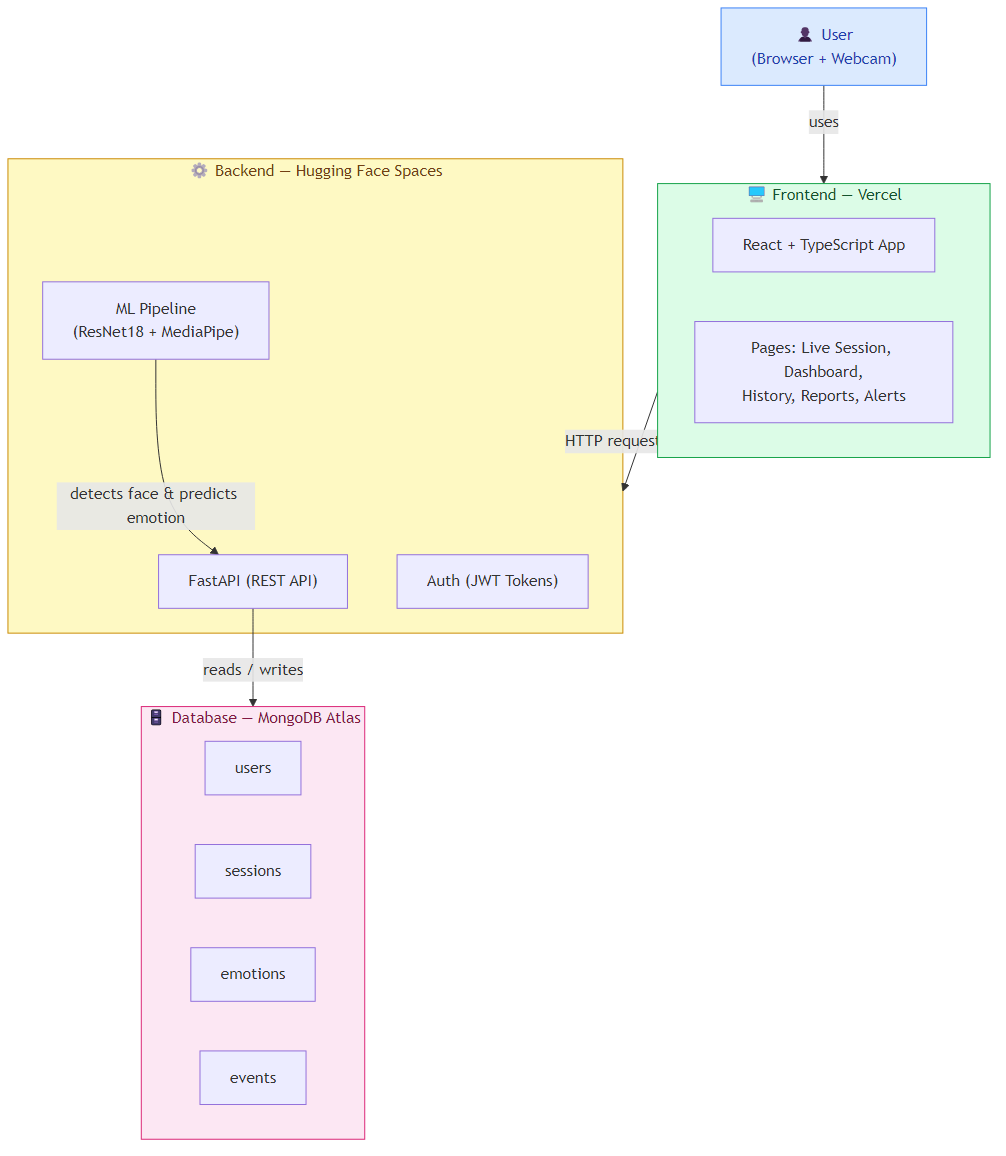 User
(Browser + Webcam)
uses
Frontend — Vercel
React + TypeScript App
Pages: Live Session,
Dashboard,
History, Reports, Alerts
HTTP request
Backend — Hugging Face Spaces
ML Pipeline
(ResNet18 + MediaPipe)
detects face & predicts
emotion
FastAPI (REST API)
Auth (JWT Tokens)
reads / writes
Database — MongoDB Atlas
users
sessions
emotions
events